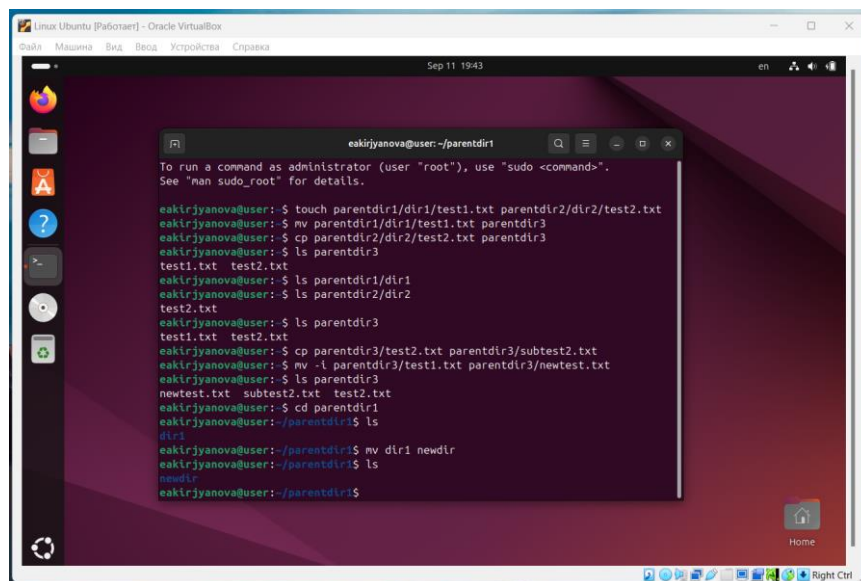 Linux Ubuntu [Работает] - Oracle VirtualBox
Файл Машина Вид Ввод Устройства Справка
Sep 11 19:43
en
eakirjyanova@user: ~/parentdir1
To run a command as administrator (user "root"), use "sudo <command>".
See "man sudo_root" for details.
eakirjyanova@user:~$ touch parentdir1/dir1/test1.txt parentdir2/dir2/test2.txt
eakirjyanova@user:~$ mv parentdir1/dir1/test1.txt parentdir3
eakirjyanova@user:~$ cp parentdir2/dir2/test2.txt parentdir3
eakirjyanova@user:~$ ls parentdir3
test1.txt  test2.txt
eakirjyanova@user:~$ ls parentdir1/dir1
eakirjyanova@user:~$ ls parentdir2/dir2
test2.txt
eakirjyanova@user:~$ ls parentdir3
test1.txt  test2.txt
eakirjyanova@user:~$ cp parentdir3/test2.txt parentdir3/subtest2.txt
eakirjyanova@user:~$ mv -i parentdir3/test1.txt parentdir3/newtest.txt
eakirjyanova@user:~$ ls parentdir3
newtest.txt  subtest2.txt  test2.txt
eakirjyanova@user:~$ cd parentdir1
eakirjyanova@user:~/parentdir1$ ls
dir1
eakirjyanova@user:~/parentdir1$ mv dir1 newdir
eakirjyanova@user:~/parentdir1$ ls
newdir
eakirjyanova@user:~/parentdir1$
Home
Right Ctrl